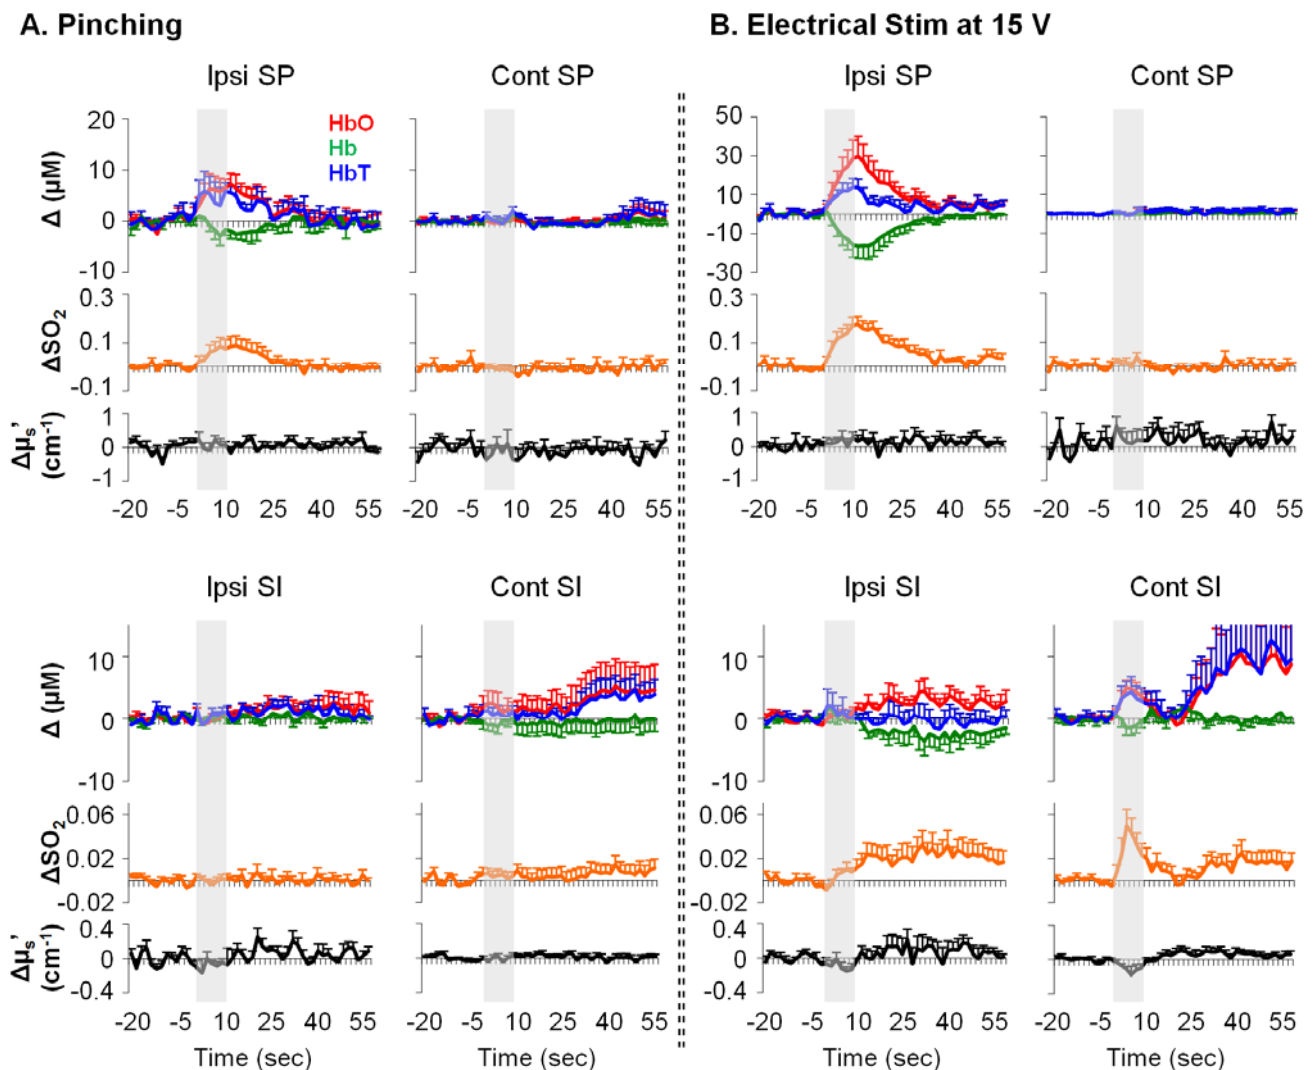 A. Pinching
B. Electrical Stim at 15 V
Ipsi SP
Cont SP
Ipsi SP
Cont SP
HbO
Hb
HbT
Δ (µM)
20
10
0
-10
50
30
10
-10
-30
ΔSO2
0.3
0.1
-0.1
0.3
0.1
-0.1
Δµs'
(cm-1)
1
0
1
1
0
1
-20 -5 10 25 40 55
-20 -5 10 25 40 55
-20 -5 10 25 40 55
-20 -5 10 25 40 55
Ipsi SI
Cont SI
Ipsi SI
Cont SI
Δ (µM)
10
0
-10
10
0
-10
ΔSO2
0.06
0.02
-0.02
0.06
0.02
-0.02
Δµs'
(cm-1)
0.4
0
-0.4
0.4
0
-0.4
-20 -5 10 25 40 55
-20 -5 10 25 40 55
-20 -5 10 25 40 55
-20 -5 10 25 40 55
Time (sec)
Time (sec)
Time (sec)
Time (sec)